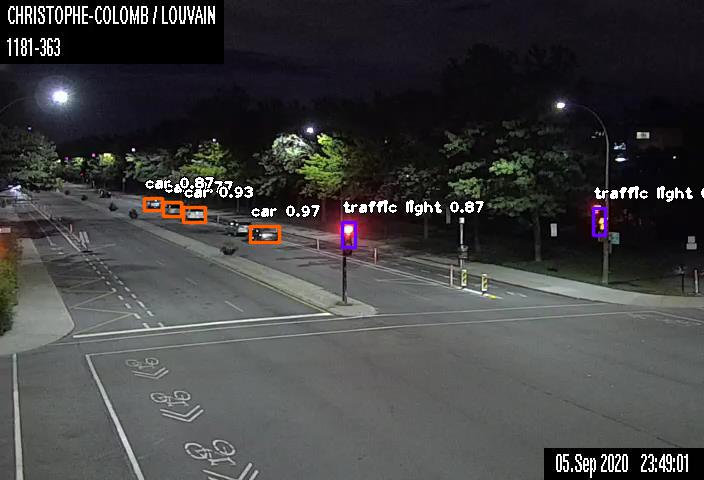 CHRISTOPHE-COLOMB / LOUVAIN
1181-363
car 0.87
car 0.93
car 0.97
traffic light 0.87
traffic light
05.Sep 2020 23:49:01